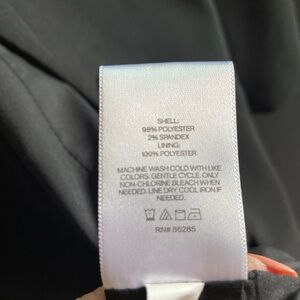 SHELL:
98% POLYESTER
2% SPANDEX
LINING:
100% POLYESTER
MACHINE WASH COLD WITH LIKE
COLORS. GENTLE CYCLE. ONLY
NON-CHLORINE BLEACH WHEN
NEEDED. LINE DRY. COOL IRON IF
NEEDED.
RN# 55285